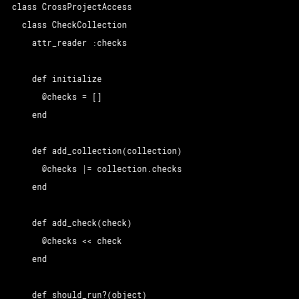 class CrossProjectAccess
class CheckCollection
attr_reader :checks
def initialize
@checks = []
end
def add_collection(collection)
@checks |= collection.checks
end
def add_check(check)
@checks << check
end
def should_run?(object)